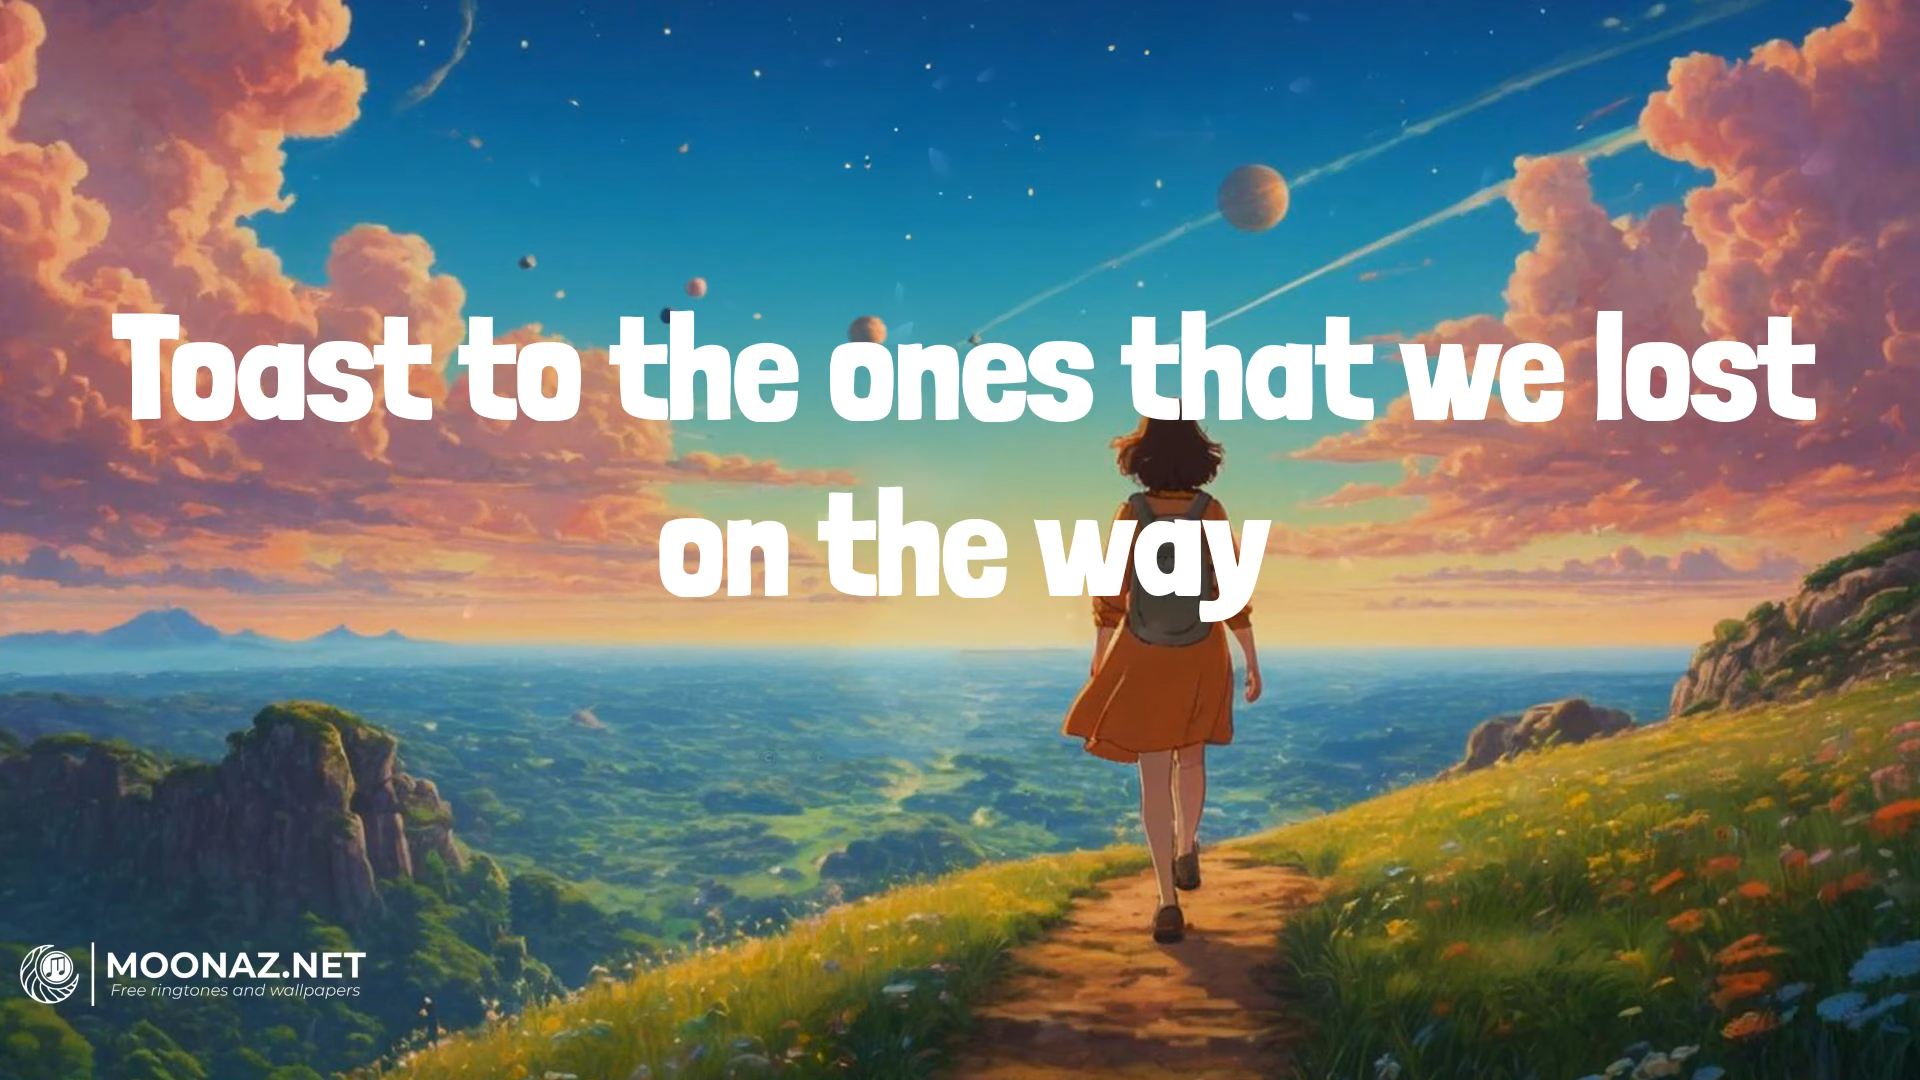 Toast to the ones that we lost
on the way
MOONAZ.NET
Free ringtones and wallpapers